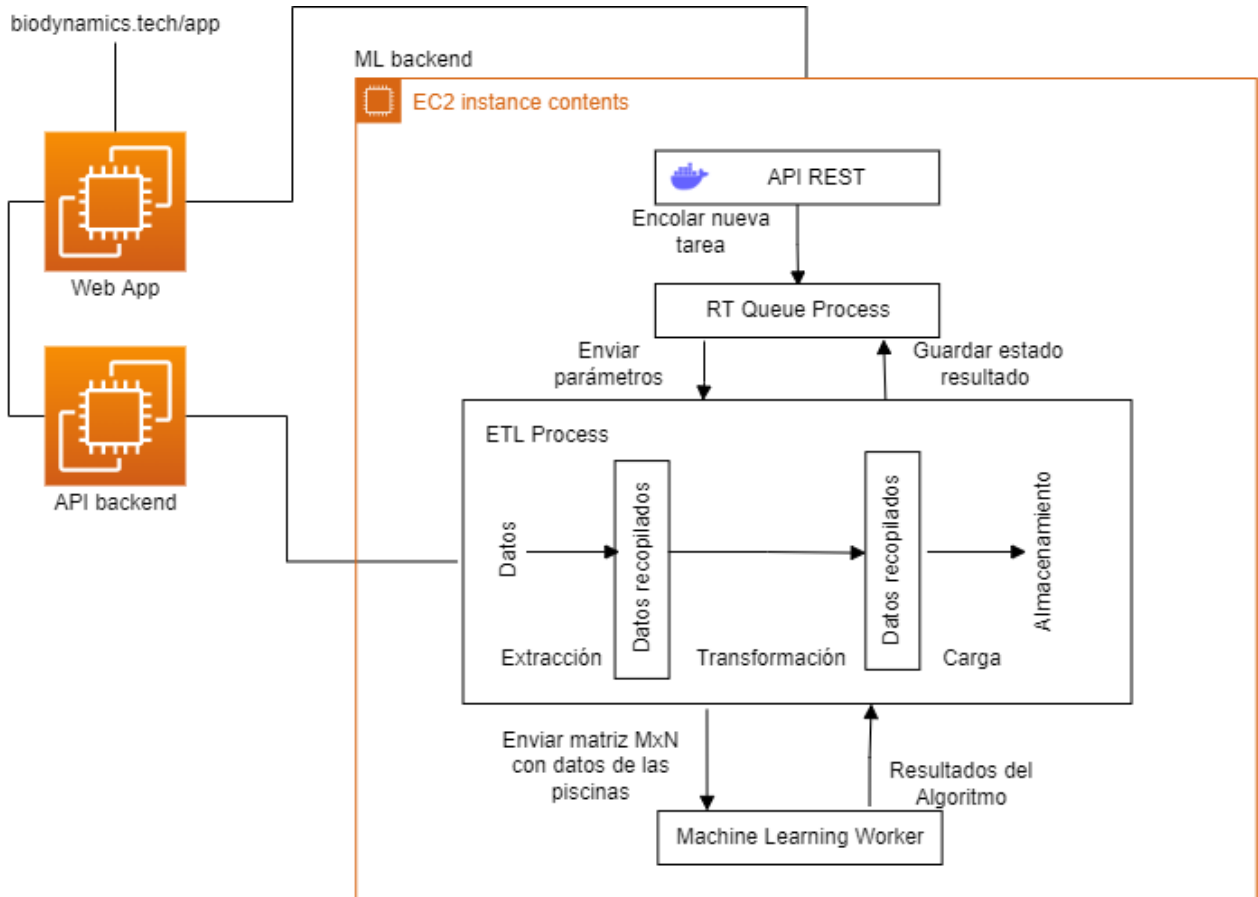 biodynamics.tech/app
ML backend
EC2 instance contents
API REST
Encolar nueva
tarea
Web App
RT Queue Process
Enviar
parámetros
Guardar estado
resultado
API backend
ETL Process
Datos
Datos recopilados
Datos recopilados
Almacenamiento
Extracción
Transformación
Carga
Enviar matriz MxN
con datos de las
piscinas
Resultados del
Algoritmo
Machine Learning Worker